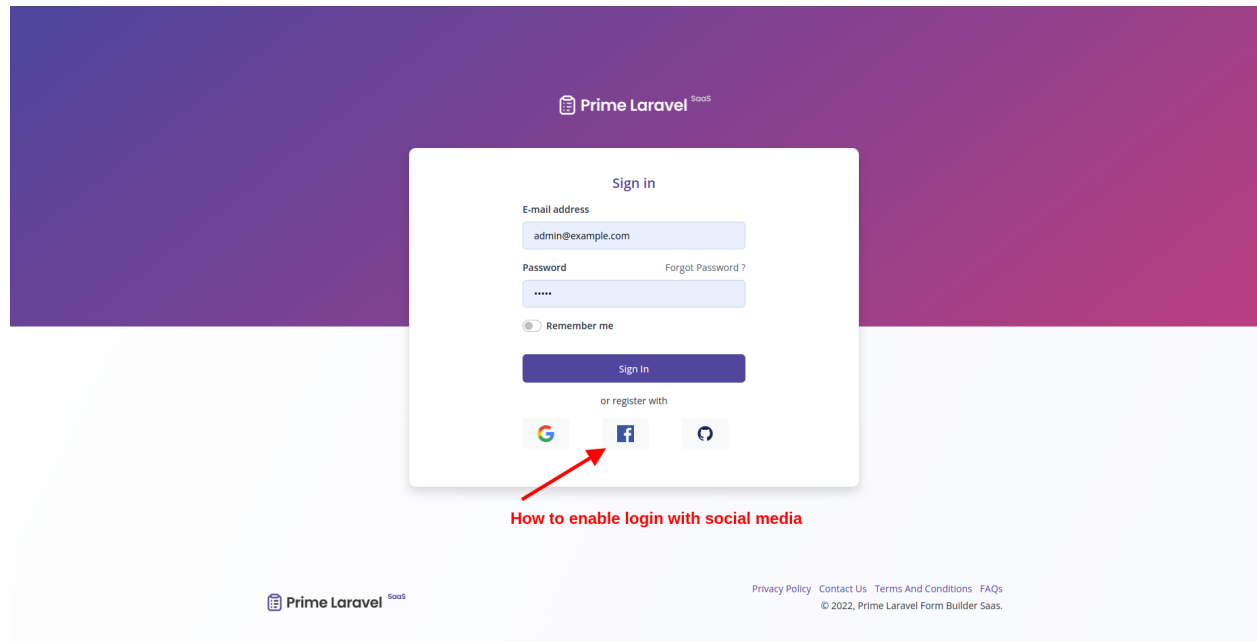 Prime Laravel SaaS
Sign in
E-mail address
admin@example.com
Password Forgot Password ?
•••••
Remember me
Sign In
or register with
How to enable login with social media
Prime Laravel SaaS
Privacy Policy Contact Us Terms And Conditions FAQs
© 2022, Prime Laravel Form Builder Saas.